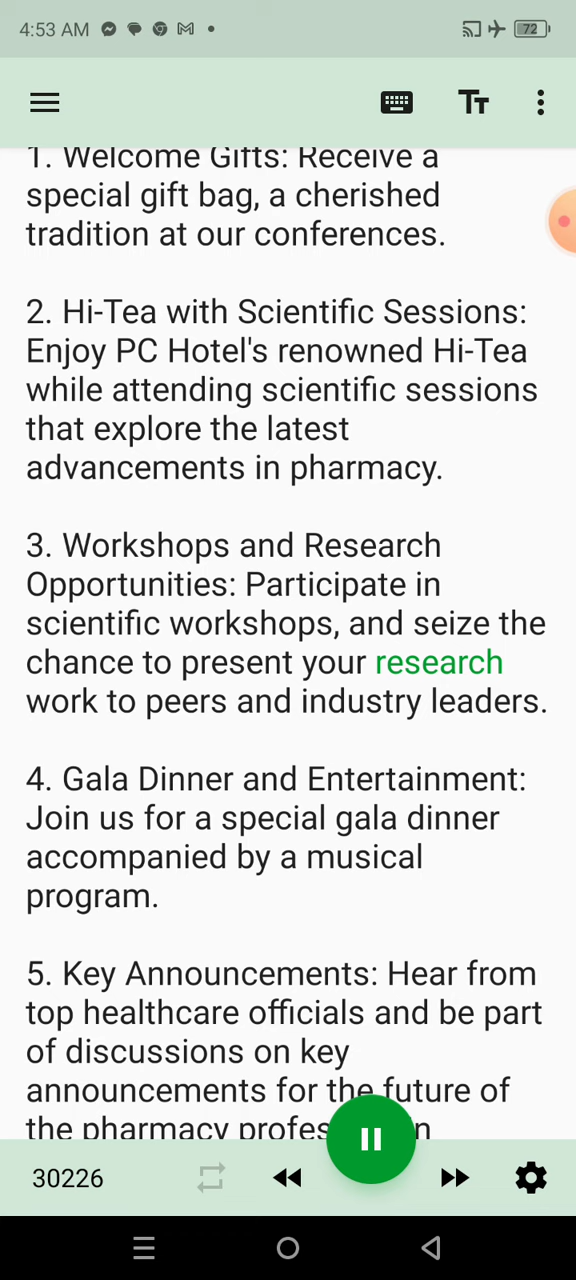 4:53 AM
72
1. Welcome Gifts: Receive a
special gift bag, a cherished
tradition at our conferences.
2. Hi-Tea with Scientific Sessions:
Enjoy PC Hotel's renowned Hi-Tea
while attending scientific sessions
that explore the latest
advancements in pharmacy.
3. Workshops and Research
Opportunities: Participate in
scientific workshops, and seize the
chance to present your research
work to peers and industry leaders.
4. Gala Dinner and Entertainment:
Join us for a special gala dinner
accompanied by a musical
program.
5. Key Announcements: Hear from
top healthcare officials and be part
of discussions on key
announcements for the future of
the pharmacy
30226